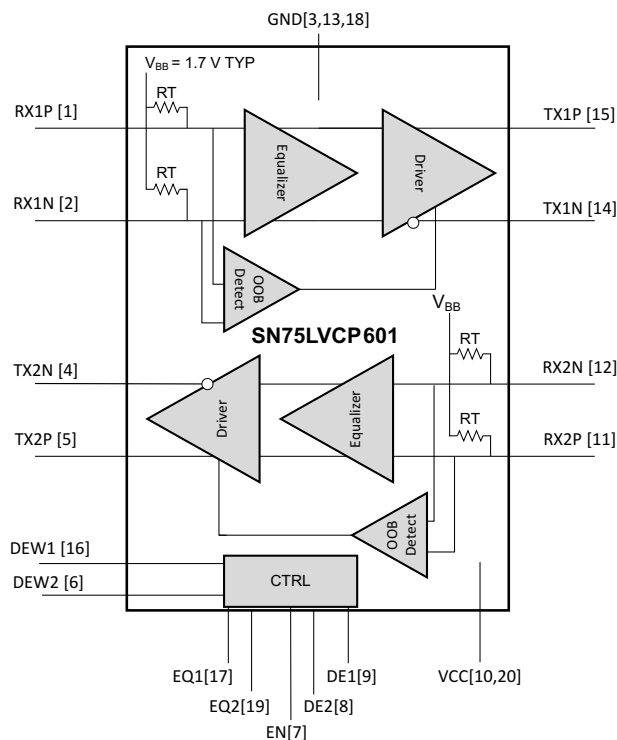 GND[3,13,18]
VBB = 1.7 V TYP
RT
RX1P [1]
TX1P [15]
Equalizer
Driver
RT
RX1N [2]
TX1N [14]
OOB
Detect
VBB
SN75LVCP601
RT
TX2N [4]
RX2N [12]
Driver
Equalizer
RT
TX2P [5]
RX2P [11]
OOB
Detect
DEW1 [16]
CTRL
DEW2 [6]
EQ1[17]
DE1[9]
VCC[10,20]
EQ2[19]
DE2[8]
EN[7]